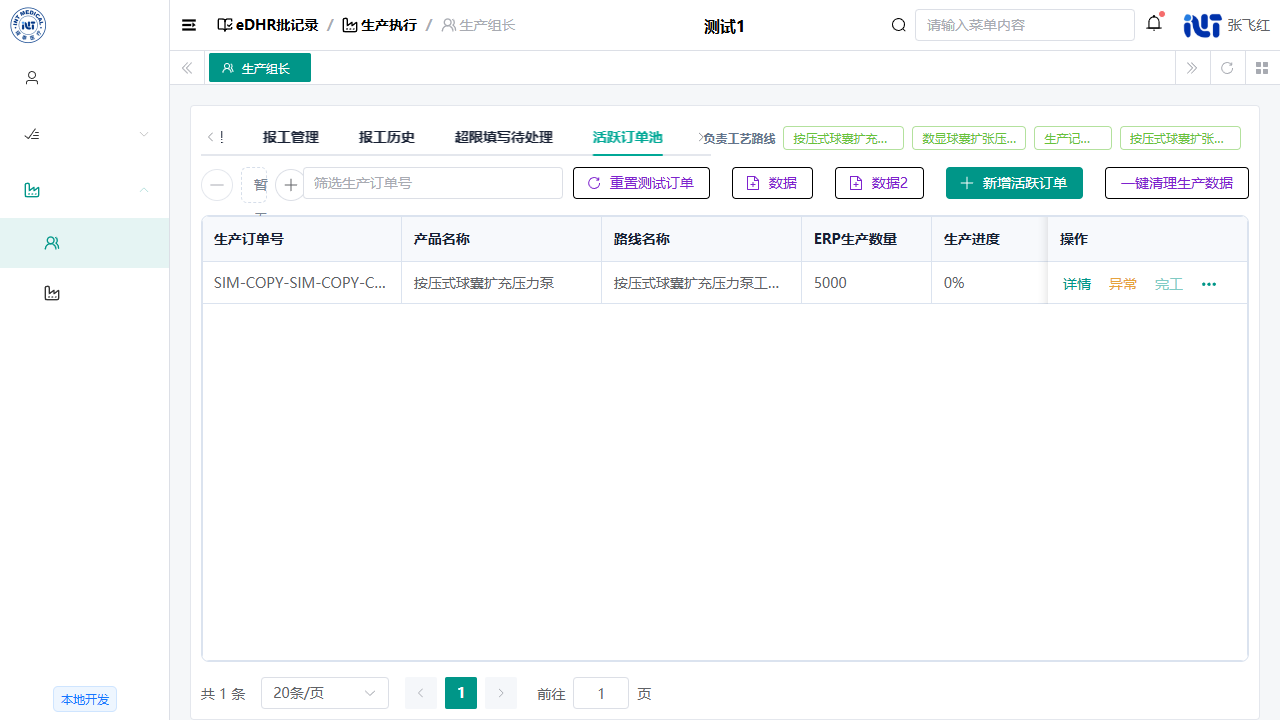 eDHR批记录 / 生产执行 / 生产组长
测试1
请输入菜单内容
张飞红
生产组长
报工管理
报工历史
超限填写待处理
活跃订单池
负责工艺路线
按压式球囊扩充...
数显球囊扩张压...
生产记...
按压式球囊扩张...
暂
筛选生产订单号
重置测试订单
数据
数据2
新增活跃订单
一键清理生产数据
生产订单号 产品名称 路线名称 ERP生产数量 生产进度 操作
SIM-COPY-SIM-COPY-C... 按压式球囊扩充压力泵 按压式球囊扩充压力泵工... 5000 0% 详情 异常 完工
共 1 条 20条/页 1 前往 1 页
本地开发